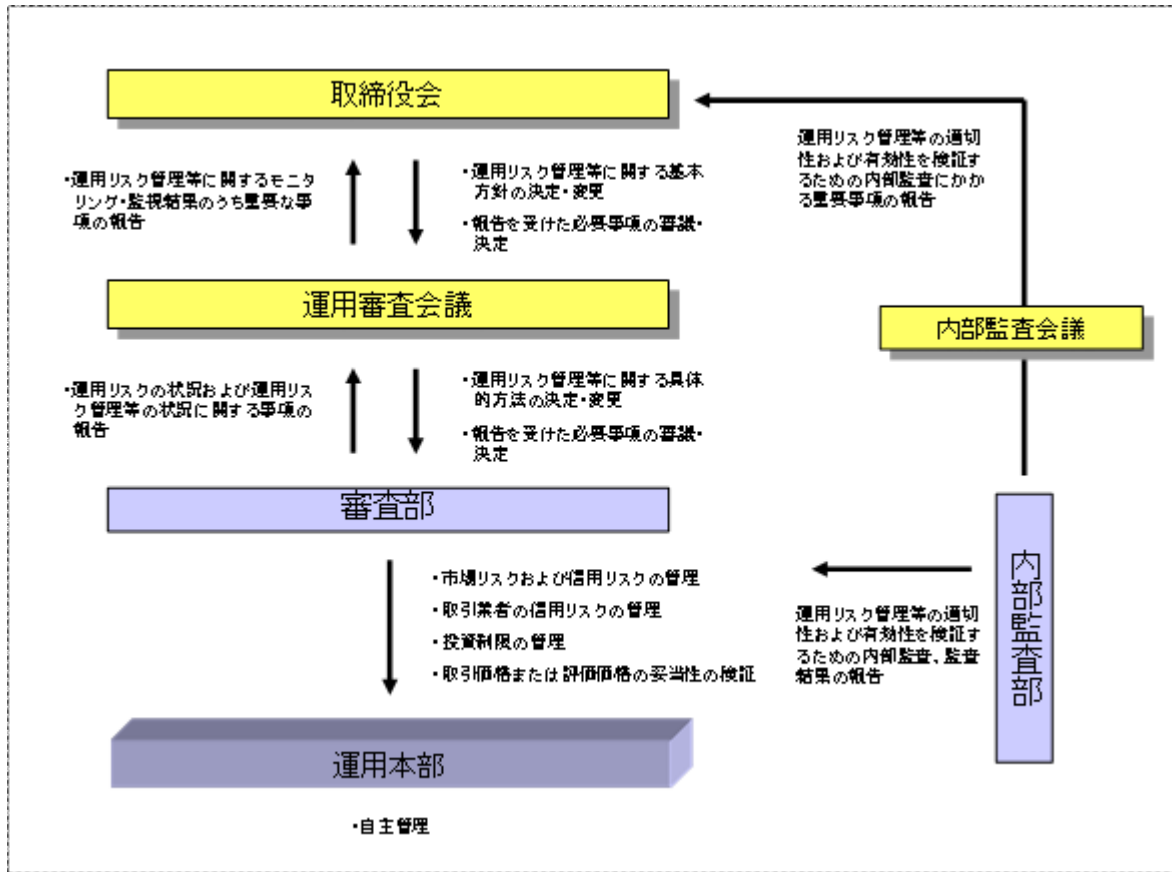 取締役会
・運用リスク管理等に関するモニタ
リング・監視結果のうち重要な事
項の報告
・運用リスク管理等に関する基本
方針の決定・変更
・報告を受けた必要事項の審議・
決定
運用リスク管理等の適切
性および有効性を検証す
るための内部監査にかか
る重要事項の報告
運用審査会議
内部監査会議
・運用リスクの状況および運用リス
ク管理等の状況に関する事項の
報告
・運用リスク管理等に関する具体
的方法の決定・変更
・報告を受けた必要事項の審議・
決定
審査部
・市場リスクおよび信用リスクの管理
・取引業者の信用リスクの管理
・投資制限の管理
・取引価格または評価価格の妥当性の検証
運用リスク管理等の適切
性および有効性を検証す
るための内部監査、監査
結果の報告
内部監査部
運用本部
・自主管理